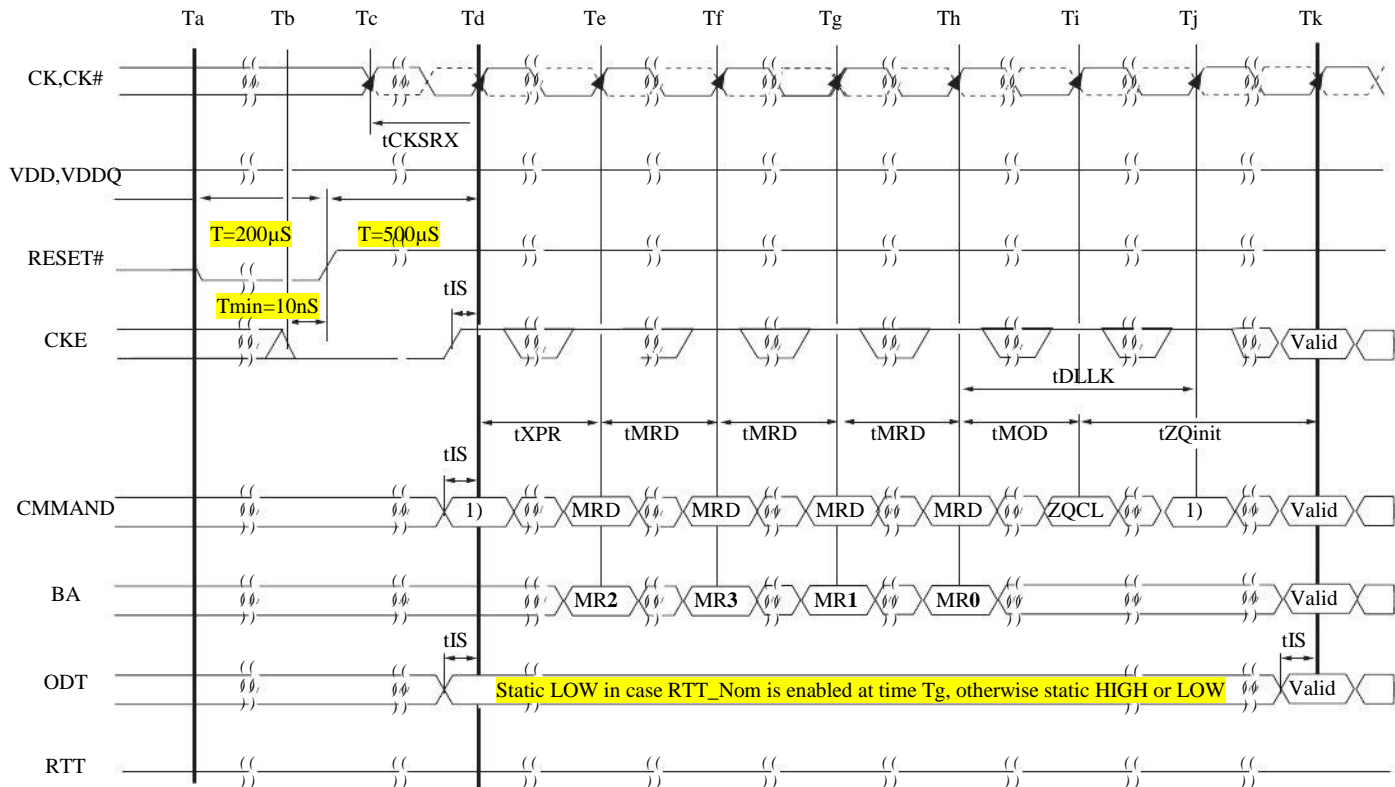 Ta Tb Tc Td Te Tf Tg Th Ti Tj Tk
CK,CK#
tCKSRX
VDD,VDDQ
T=200µS T=500µS
RESET#
Tmin=10nS tIS
CKE Valid
tDLLK
tXPR tMRD tMRD tMRD tMOD tZQinit
tIS
CMMAND 1) MRD MRD MRD MRD ZQCL 1) Valid
BA MR2 MR3 MR1 MR0 Valid
tIS tIS
ODT Static LOW in case RTT_Nom is enabled at time Tg, otherwise static HIGH or LOW Valid
RTT